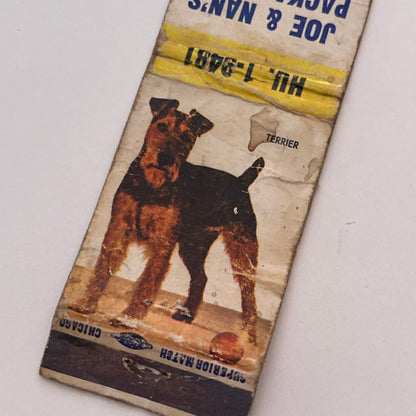 JOE & NAN'S
PACK
HU. 1-9481
TERRIER
SUPERIOR MATCH CHICAGO